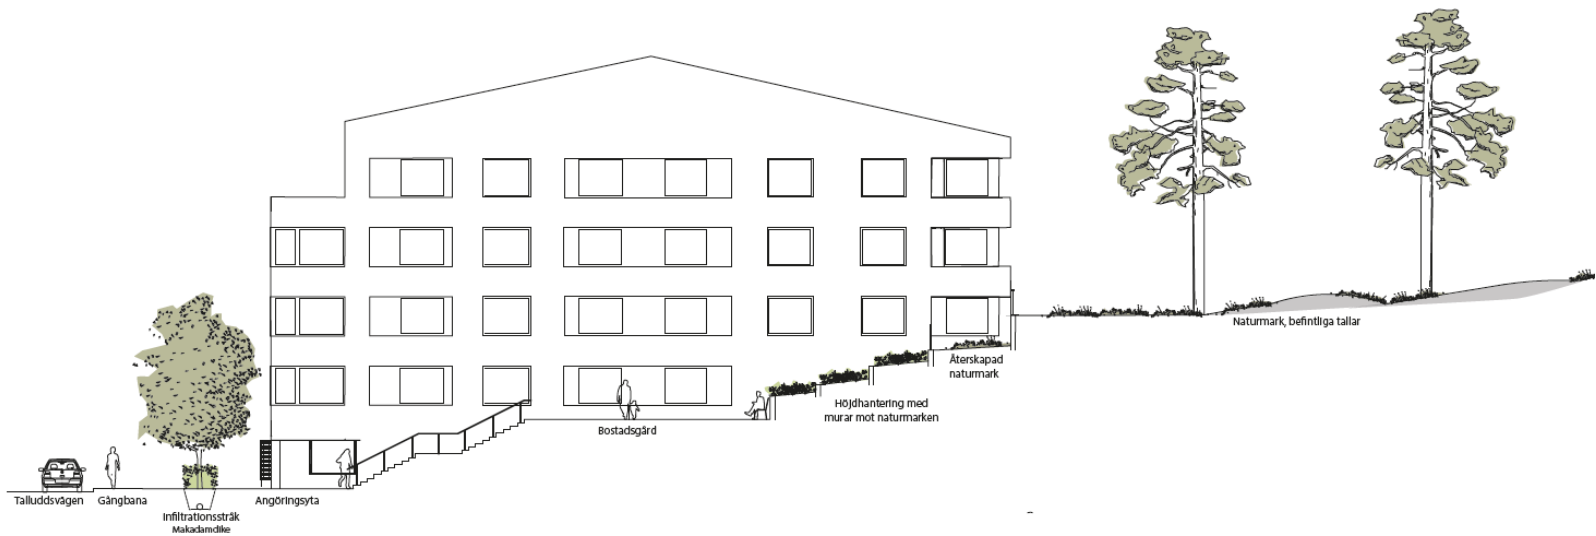 Naturmark, befintliga tallar
Återskapad
naturmark
Höjdhantering med
murar mot naturmarken
Bostadsgård
Talluddsvägen
Gångbana
Angöringsyta
Infiltrationsstråk
Makadamdike